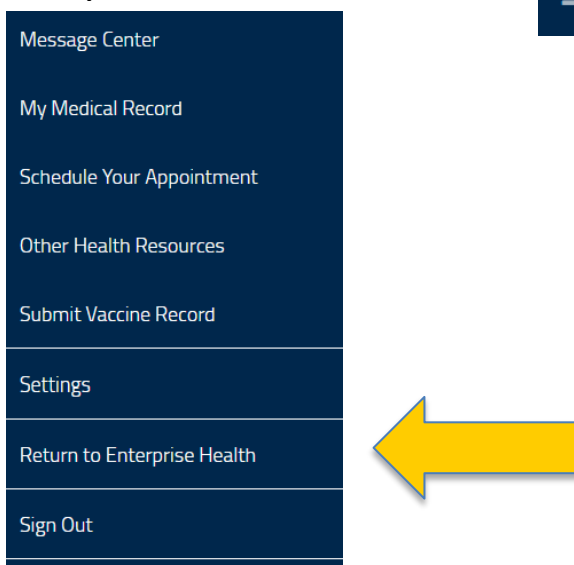 Message Center
My Medical Record
Schedule Your Appointment
Other Health Resources
Submit Vaccine Record
Settings
Return to Enterprise Health
Sign Out